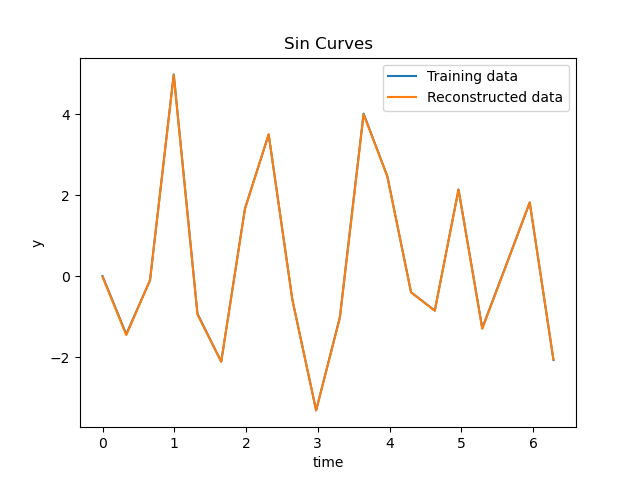 Sin Curves
Training data
Reconstructed data
4
2
0
−2
y
0 1 2 3 4 5 6
time